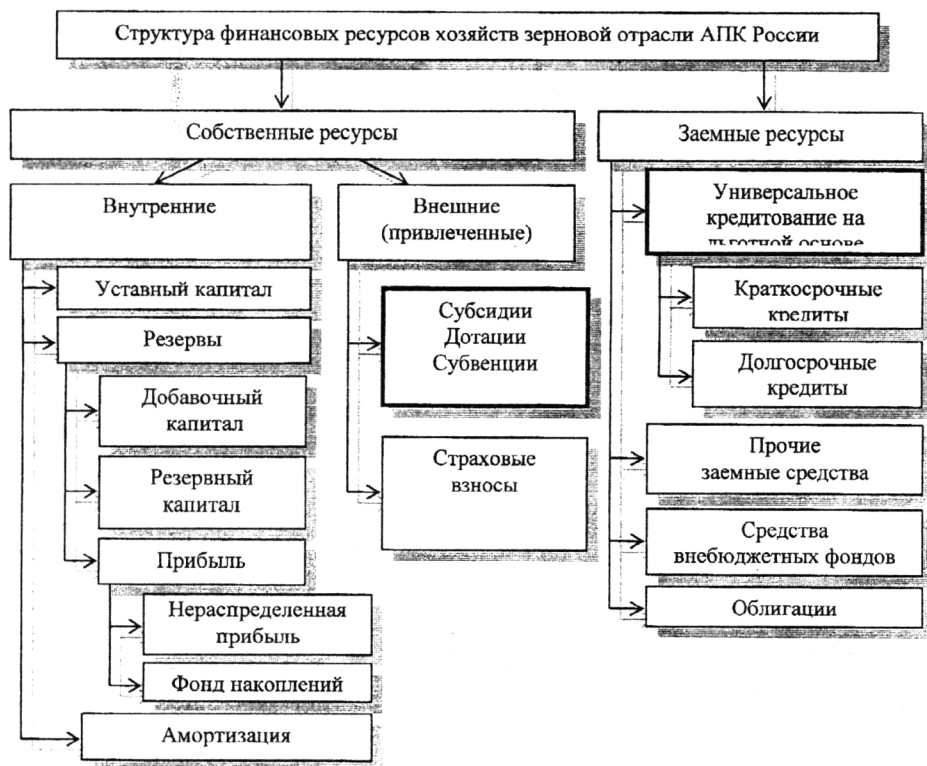 Структура финансовых ресурсов хозяйств зерновой отрасли АПК России
Собственные ресурсы
Заемные ресурсы
Внутренние
Внешние
(привлеченные)
Универсальное
кредитование на
льготной основе
Уставный капитал
Резервы
Добавочный
капитал
Резервный
капитал
Прибыль
Нераспределенная
прибыль
Фонд накоплений
Амортизация
Субсидии
Дотации
Субвенции
Страховые
взносы
Краткосрочные
кредиты
Долгосрочные
кредиты
Прочие
заемные средства
Средства
внебюджетных фондов
Облигации